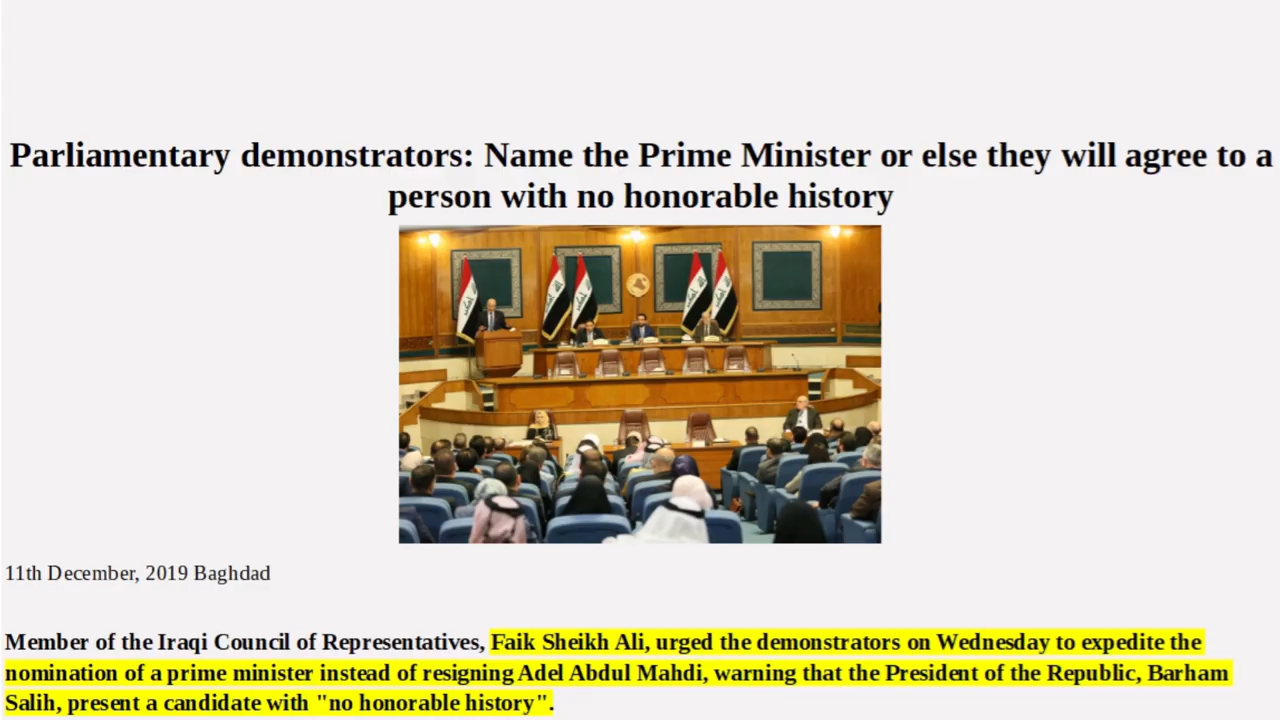 Parliamentary demonstrators: Name the Prime Minister or else they will agree to a
person with no honorable history
11th December, 2019 Baghdad
Member of the Iraqi Council of Representatives, Faik Sheikh Ali, urged the demonstrators on Wednesday to expedite the
nomination of a prime minister instead of resigning Adel Abdul Mahdi, warning that the President of the Republic, Barham
Salih, present a candidate with "no honorable history".